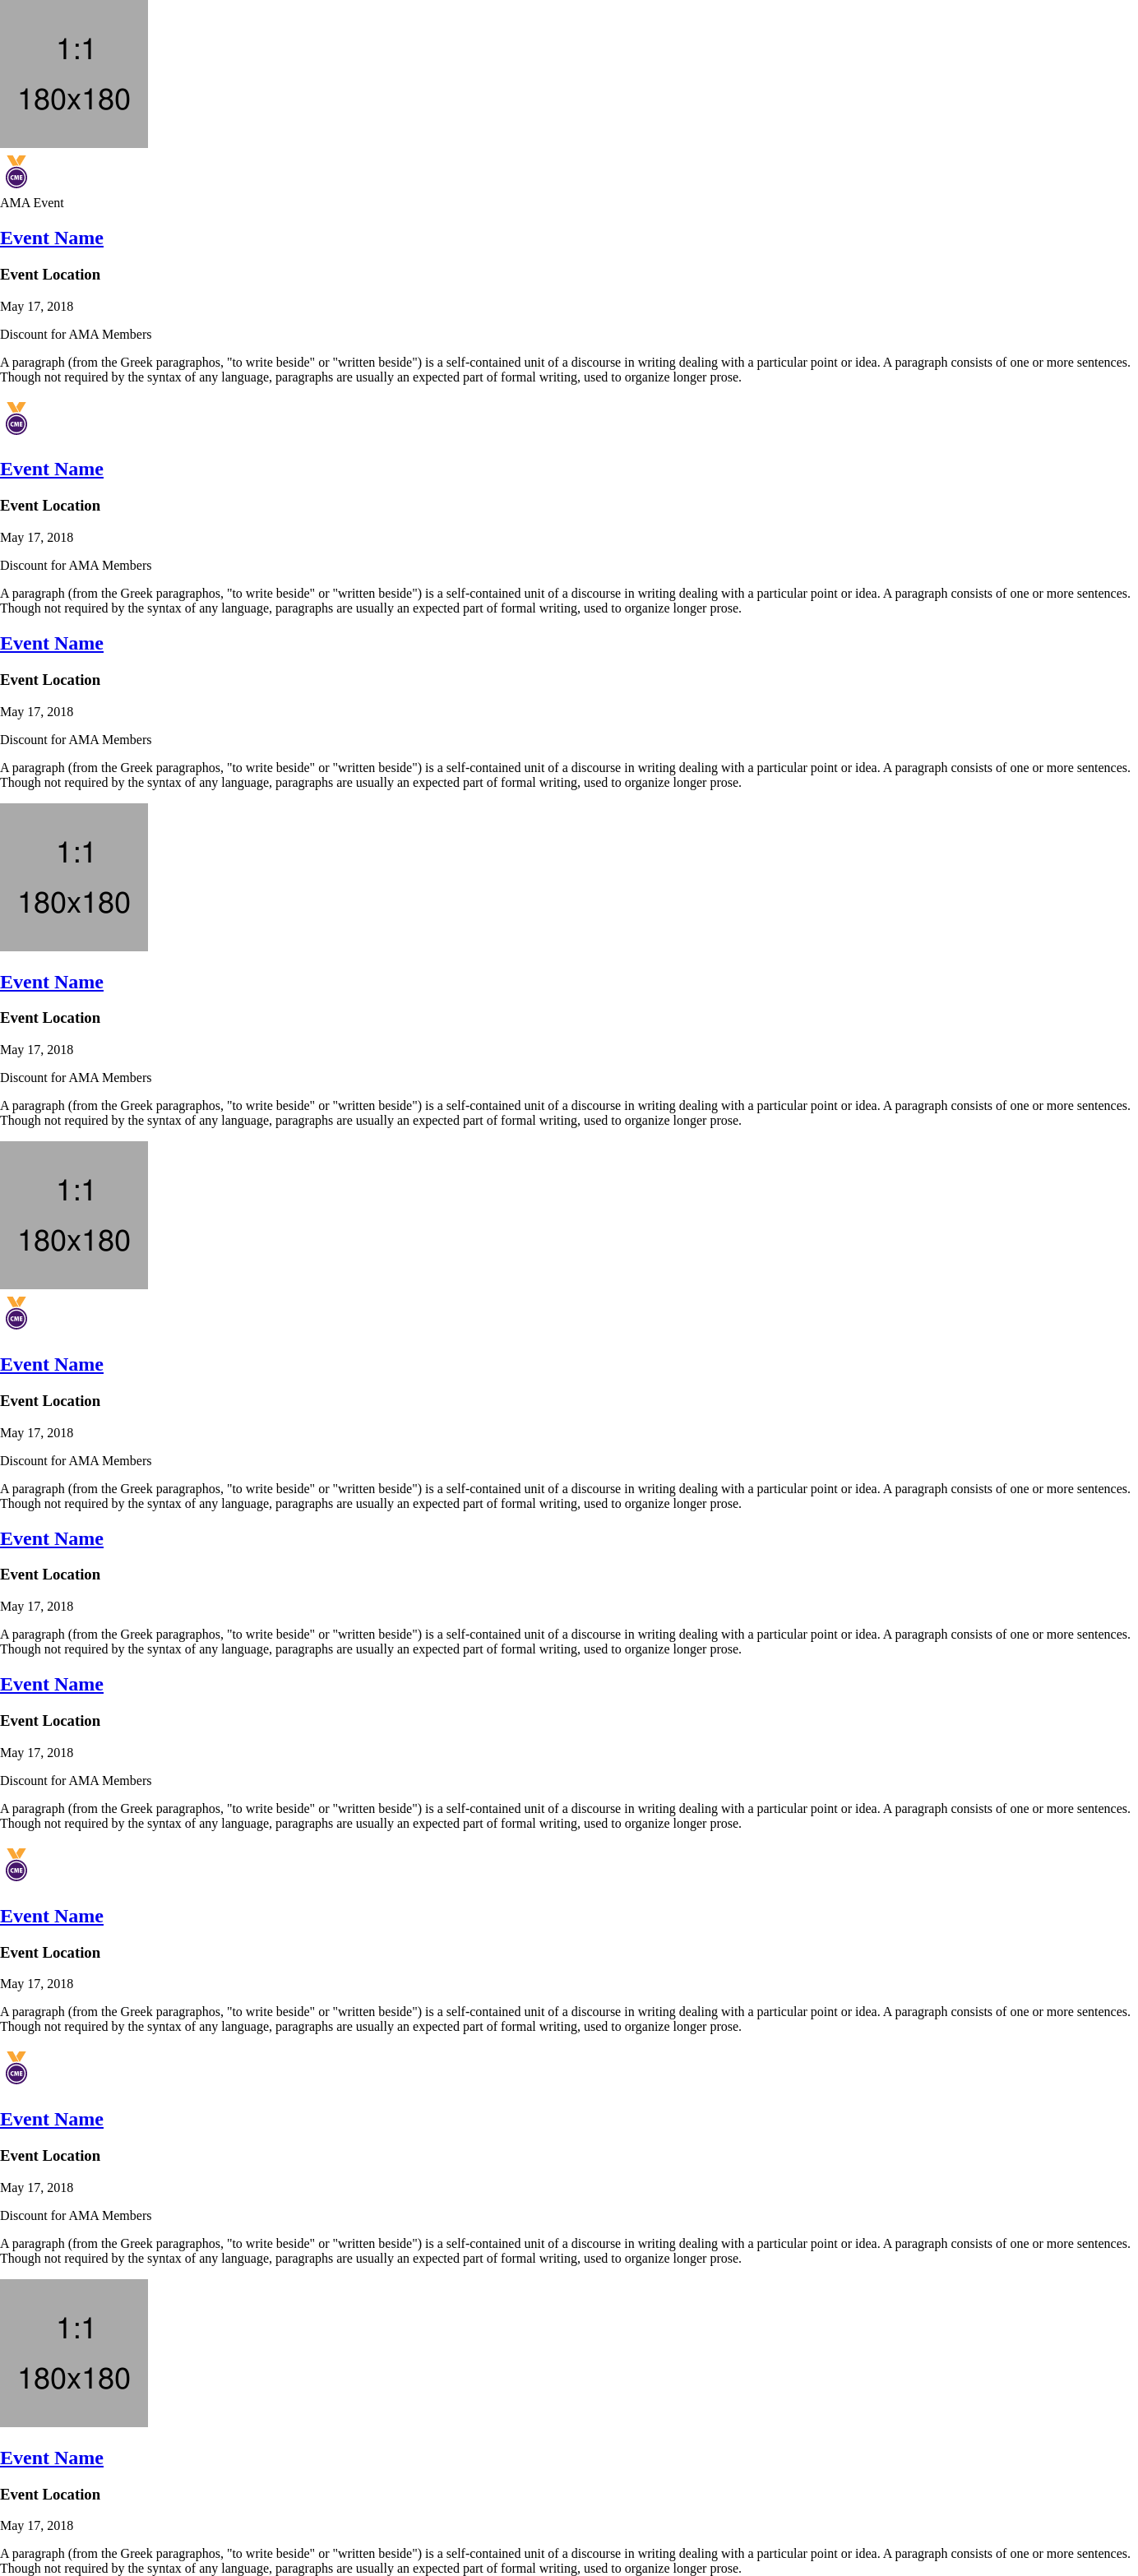 1:1
180x180
CME
AMA Event
Event Name
Event Location
May 17, 2018
Discount for AMA Members
A paragraph (from the Greek paragraphos, "to write beside" or "written beside") is a self-contained unit of a discourse in writing dealing with a particular point or idea. A paragraph consists of one or more sentences.
Though not required by the syntax of any language, paragraphs are usually an expected part of formal writing, used to organize longer prose.
CME
Event Name
Event Location
May 17, 2018
Discount for AMA Members
A paragraph (from the Greek paragraphos, "to write beside" or "written beside") is a self-contained unit of a discourse in writing dealing with a particular point or idea. A paragraph consists of one or more sentences.
Though not required by the syntax of any language, paragraphs are usually an expected part of formal writing, used to organize longer prose.
Event Name
Event Location
May 17, 2018
Discount for AMA Members
A paragraph (from the Greek paragraphos, "to write beside" or "written beside") is a self-contained unit of a discourse in writing dealing with a particular point or idea. A paragraph consists of one or more sentences.
Though not required by the syntax of any language, paragraphs are usually an expected part of formal writing, used to organize longer prose.
1:1
180x180
Event Name
Event Location
May 17, 2018
Discount for AMA Members
A paragraph (from the Greek paragraphos, "to write beside" or "written beside") is a self-contained unit of a discourse in writing dealing with a particular point or idea. A paragraph consists of one or more sentences.
Though not required by the syntax of any language, paragraphs are usually an expected part of formal writing, used to organize longer prose.
1:1
180x180
CME
Event Name
Event Location
May 17, 2018
Discount for AMA Members
A paragraph (from the Greek paragraphos, "to write beside" or "written beside") is a self-contained unit of a discourse in writing dealing with a particular point or idea. A paragraph consists of one or more sentences.
Though not required by the syntax of any language, paragraphs are usually an expected part of formal writing, used to organize longer prose.
Event Name
Event Location
May 17, 2018
A paragraph (from the Greek paragraphos, "to write beside" or "written beside") is a self-contained unit of a discourse in writing dealing with a particular point or idea. A paragraph consists of one or more sentences.
Though not required by the syntax of any language, paragraphs are usually an expected part of formal writing, used to organize longer prose.
Event Name
Event Location
May 17, 2018
Discount for AMA Members
A paragraph (from the Greek paragraphos, "to write beside" or "written beside") is a self-contained unit of a discourse in writing dealing with a particular point or idea. A paragraph consists of one or more sentences.
Though not required by the syntax of any language, paragraphs are usually an expected part of formal writing, used to organize longer prose.
CME
Event Name
Event Location
May 17, 2018
A paragraph (from the Greek paragraphos, "to write beside" or "written beside") is a self-contained unit of a discourse in writing dealing with a particular point or idea. A paragraph consists of one or more sentences.
Though not required by the syntax of any language, paragraphs are usually an expected part of formal writing, used to organize longer prose.
CME
Event Name
Event Location
May 17, 2018
Discount for AMA Members
A paragraph (from the Greek paragraphos, "to write beside" or "written beside") is a self-contained unit of a discourse in writing dealing with a particular point or idea. A paragraph consists of one or more sentences.
Though not required by the syntax of any language, paragraphs are usually an expected part of formal writing, used to organize longer prose.
1:1
180x180
Event Name
Event Location
May 17, 2018
A paragraph (from the Greek paragraphos, "to write beside" or "written beside") is a self-contained unit of a discourse in writing dealing with a particular point or idea. A paragraph consists of one or more sentences.
Though not required by the syntax of any language, paragraphs are usually an expected part of formal writing, used to organize longer prose.